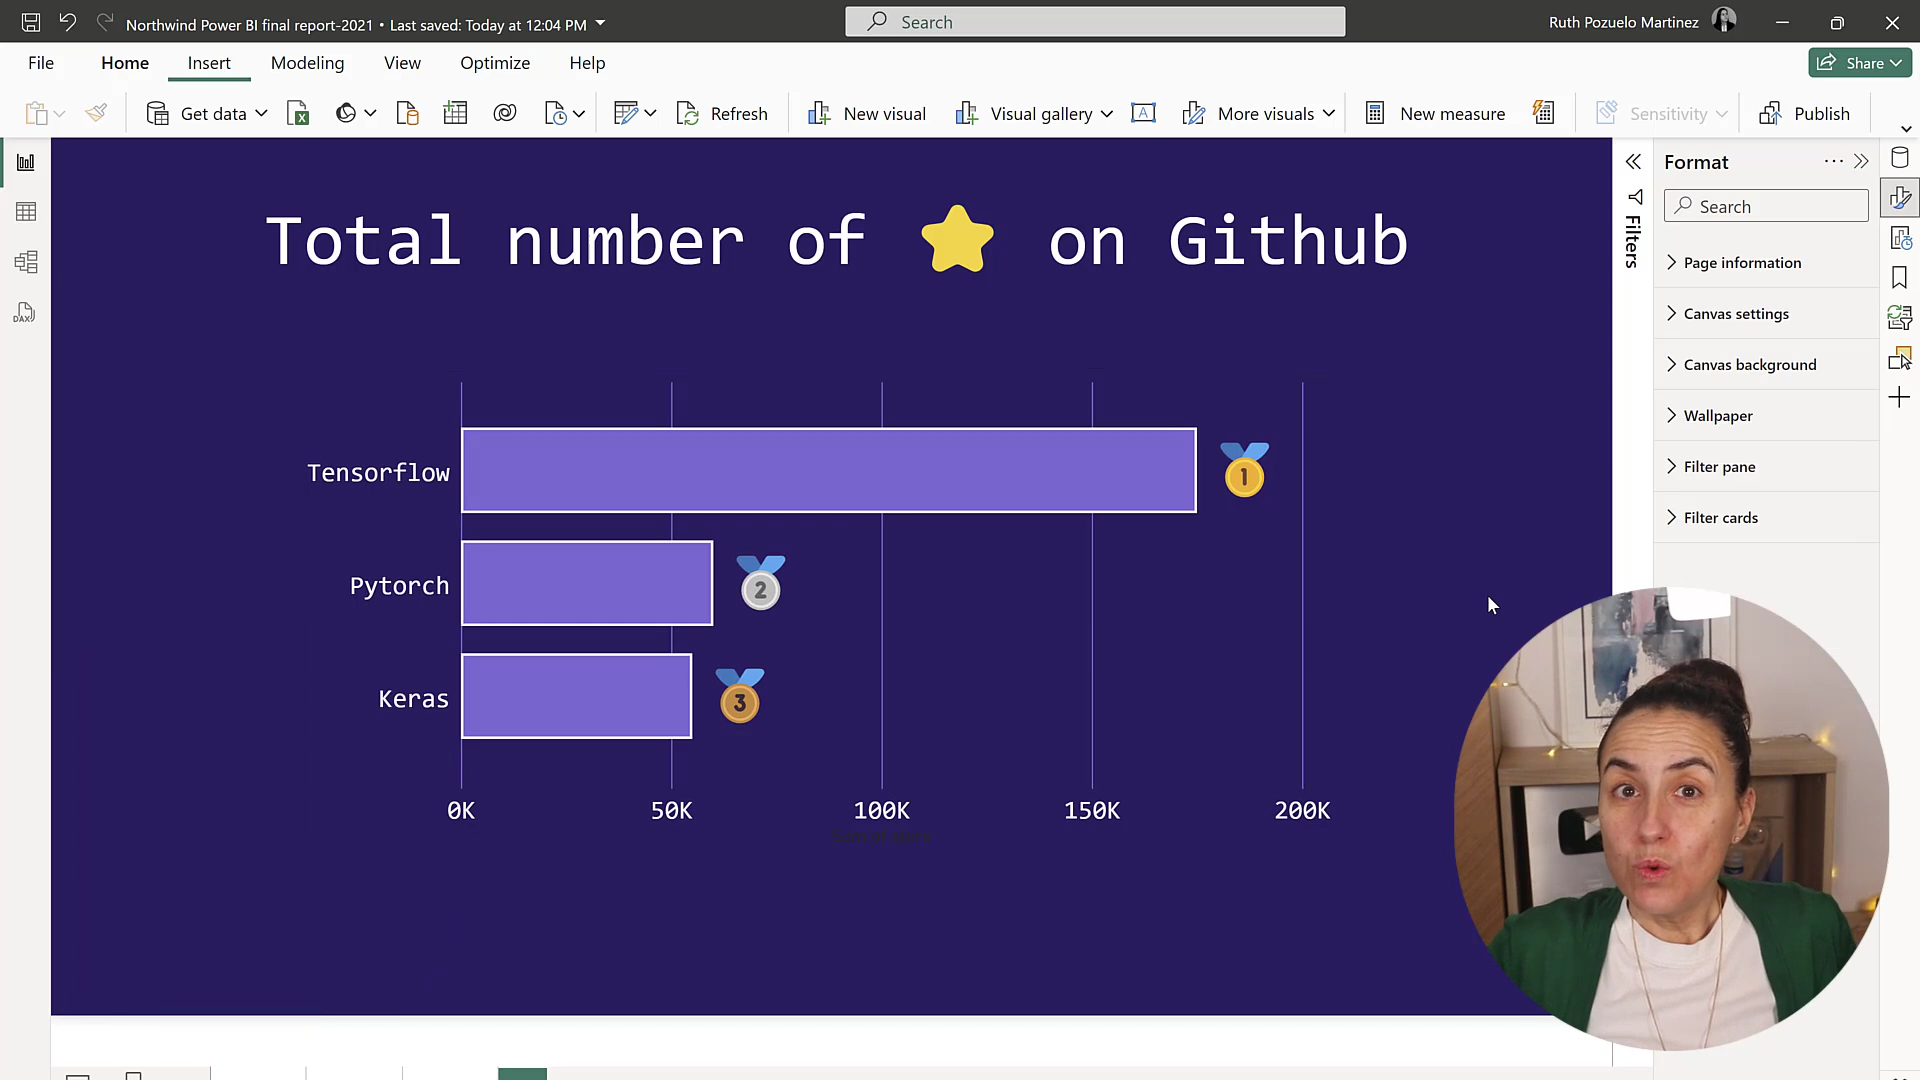 Northwind Power BI final report-2021 • Last saved: Today at 12:04 PM
Search
Ruth Pozuelo Martinez
File
Home
Insert
Modeling
View
Optimize
Help
Share
Get data
Refresh
New visual
Visual gallery
A
More visuals
New measure
Sensitivity
Publish
DAX
Total number of on Github
Tensorflow
1
Pytorch
2
Keras
3
0K
50K
100K
150K
200K
Filters
Format
Search
Page information
Canvas settings
Canvas background
Wallpaper
Filter pane
Filter cards